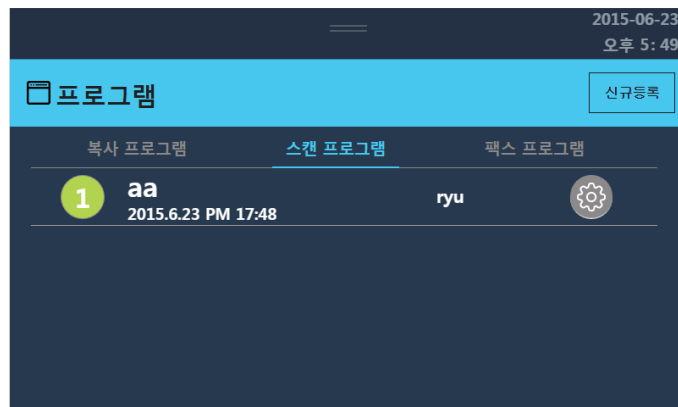 2015-06-23
오후 5: 49
프로그램
신규등록
복사 프로그램 스캔 프로그램 팩스 프로그램
1 aa ryu
2015.6.23 PM 17:48